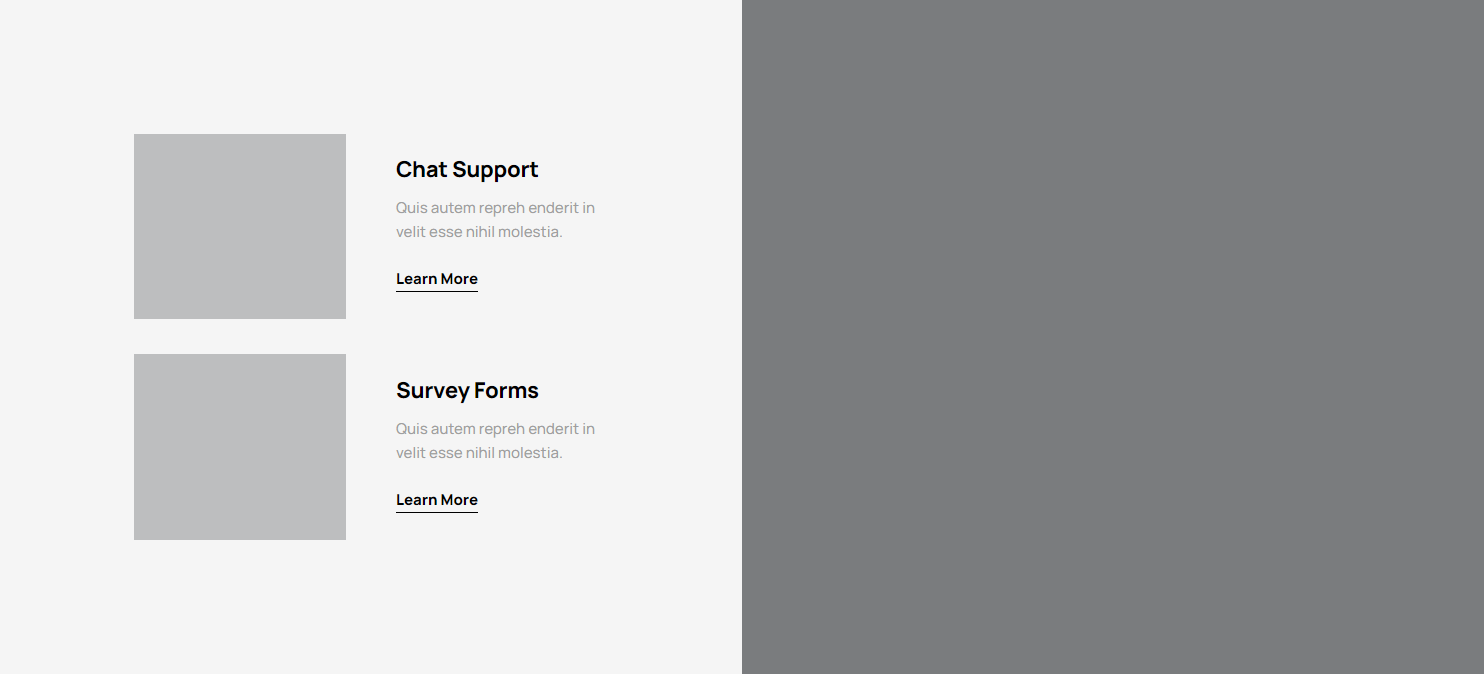 Chat Support
Quis autem repreh enderit in
velit esse nihil molestia.
Learn More
Survey Forms
Quis autem repreh enderit in
velit esse nihil molestia.
Learn More